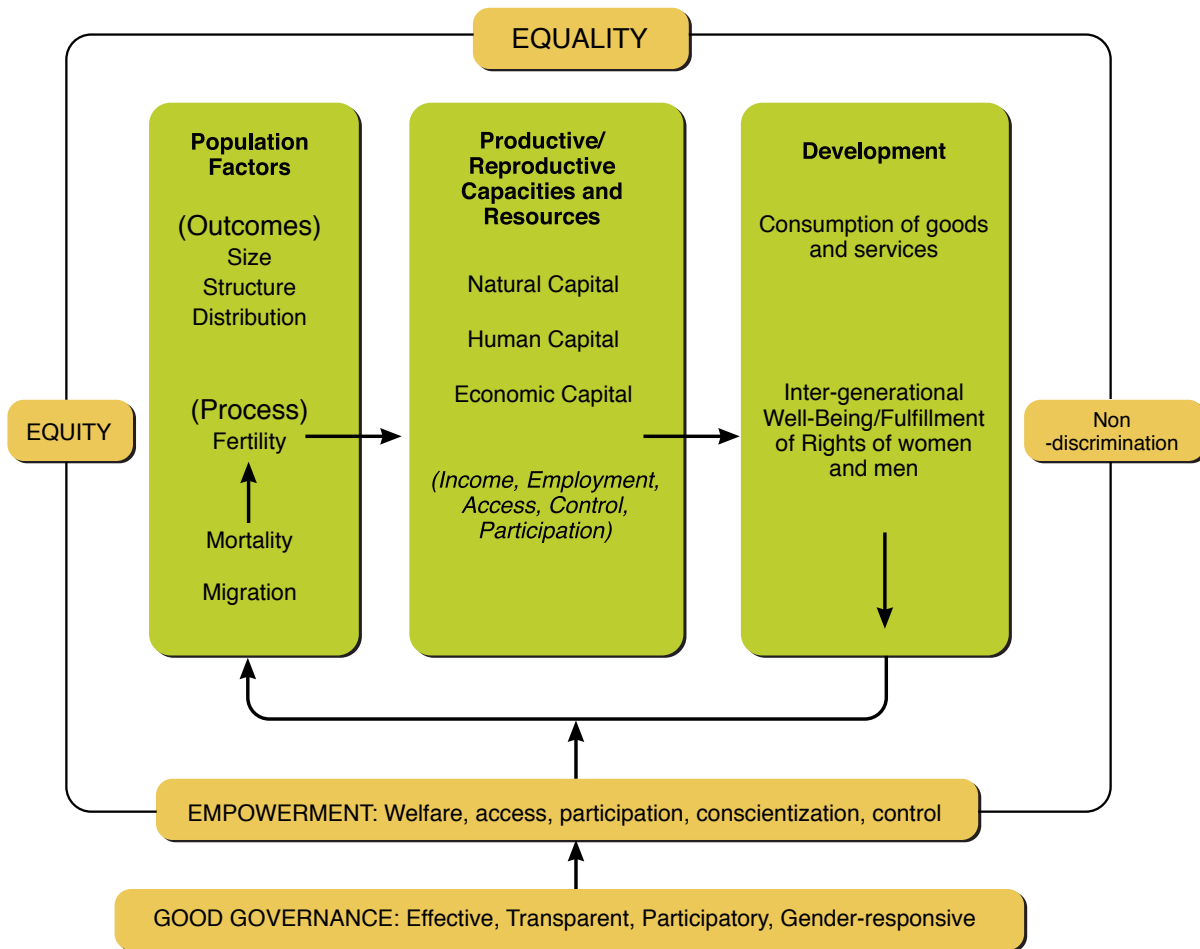 EQUALITY
Population
Factors
(Outcomes)
Size
Structure
Distribution
(Process)
Fertility
Mortality
Migration
Productive/
Reproductive
Capacities and
Resources
Natural Capital
Human Capital
Economic Capital
(Income, Employment,
Access, Control,
Participation)
Development
Consumption of goods
and services
Inter-generational
Well-Being/Fulfillment
of Rights of women
and men
EQUITY
Non
-discrimination
EMPOWERMENT: Welfare, access, participation, conscientization, control
GOOD GOVERNANCE: Effective, Transparent, Participatory, Gender-responsive